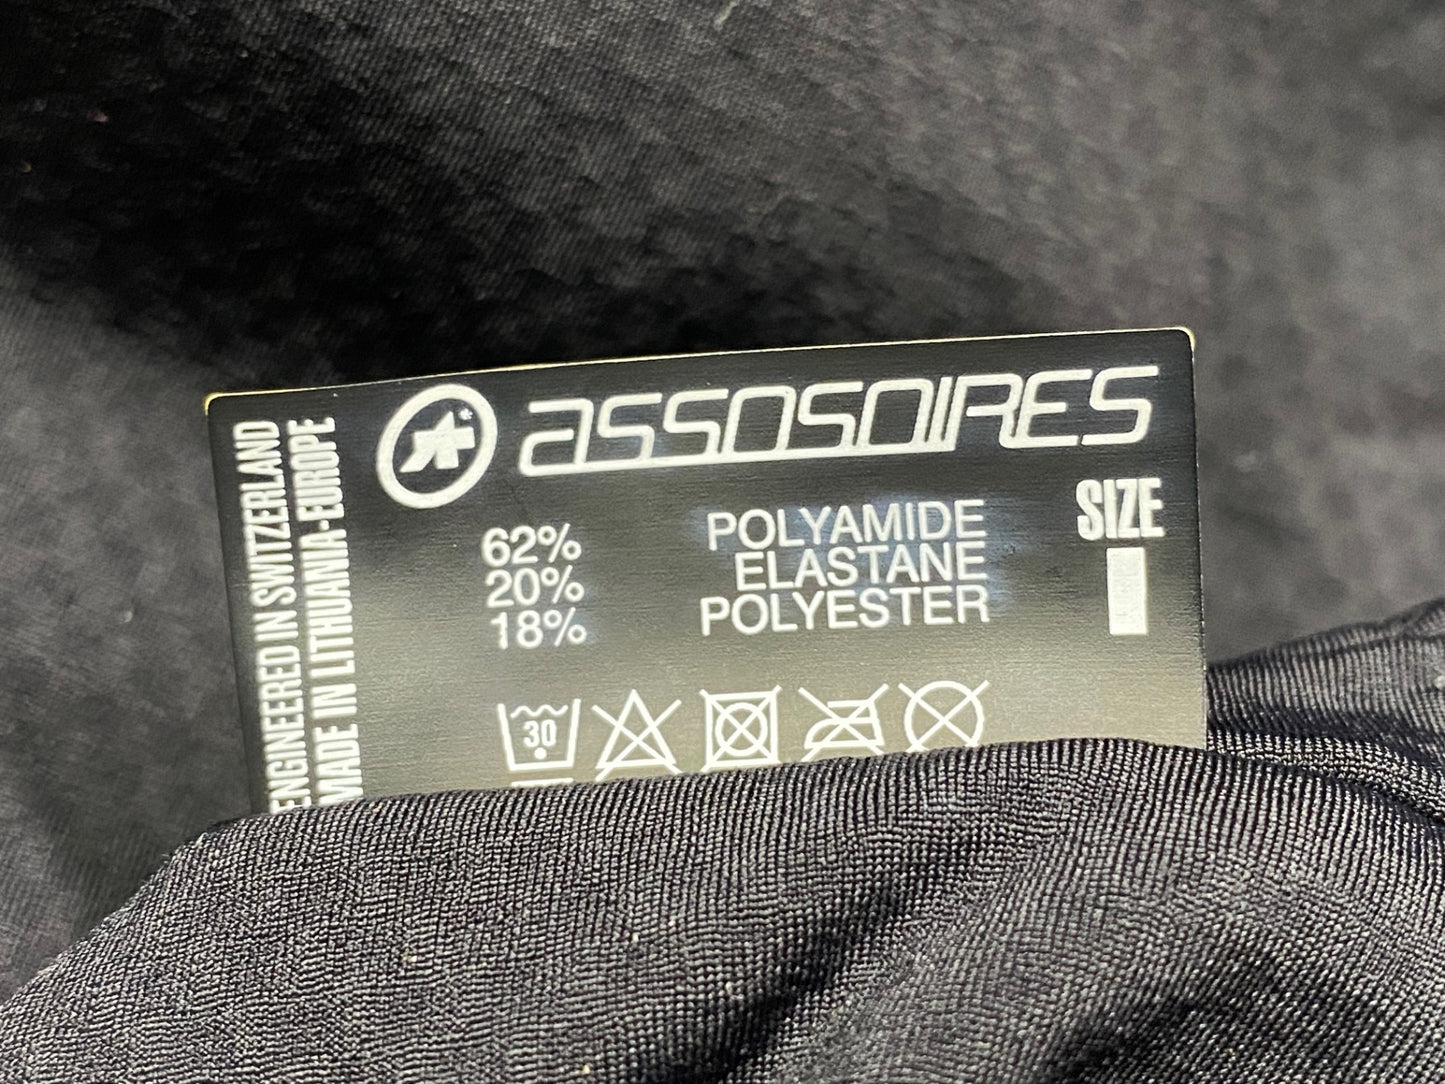 ASSOSOIRES
62% POLYAMIDE
20% ELASTANE
18% POLYESTER
SIZE
I
30
ENGINEERED IN SWITZERLAND
MADE IN LITHUANIA-EUROPE